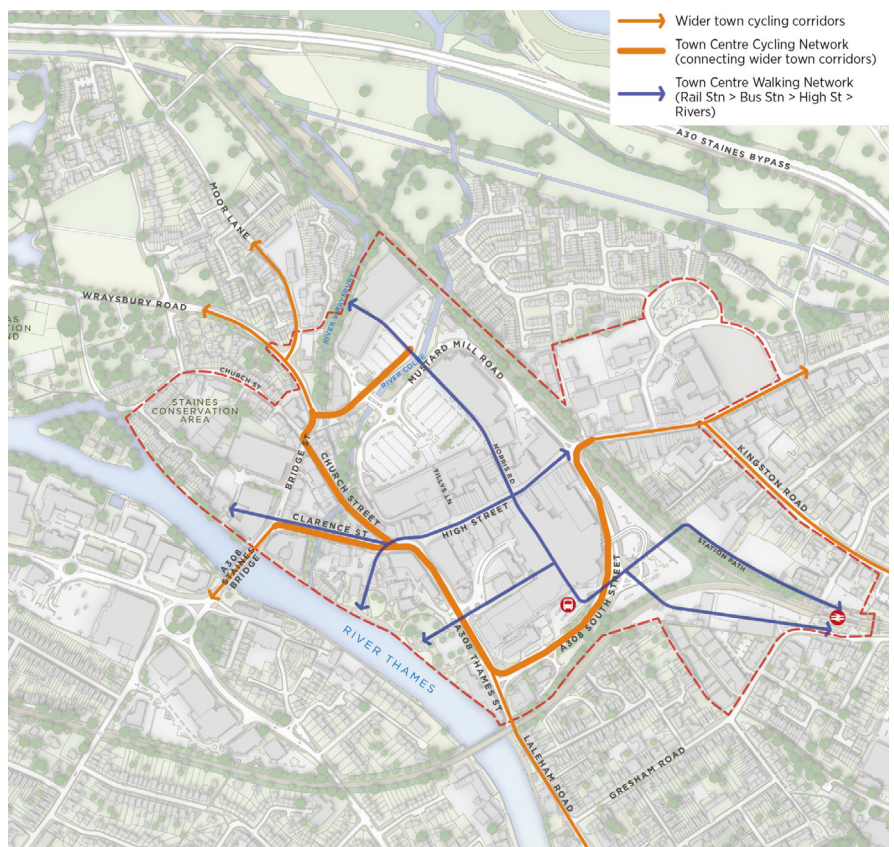 Wider town cycling corridors
Town Centre Cycling Network
(connecting wider town corridors)
Town Centre Walking Network
(Rail Stn > Bus Stn > High St >
Rivers)
A30 STAINES BYPASS
MOOR LANE
WRAYSBURY ROAD
RIVER WRAYSBURY
RIVER COLNE
MUSTARD MILL ROAD
CHURCH ST
STAINES
CONSERVATION
AREA
BRIDGE ST
CHURCH STREET
TILLYS LN
NORRIS RD
HIGH STREET
CLARENCE ST
KINGSTON ROAD
STATION PATH
A308
STAINES
BRIDGE
A308 SOUTH STREET
A308 THAMES ST
RIVER THAMES
LALEHAM ROAD
GRESHAM ROAD